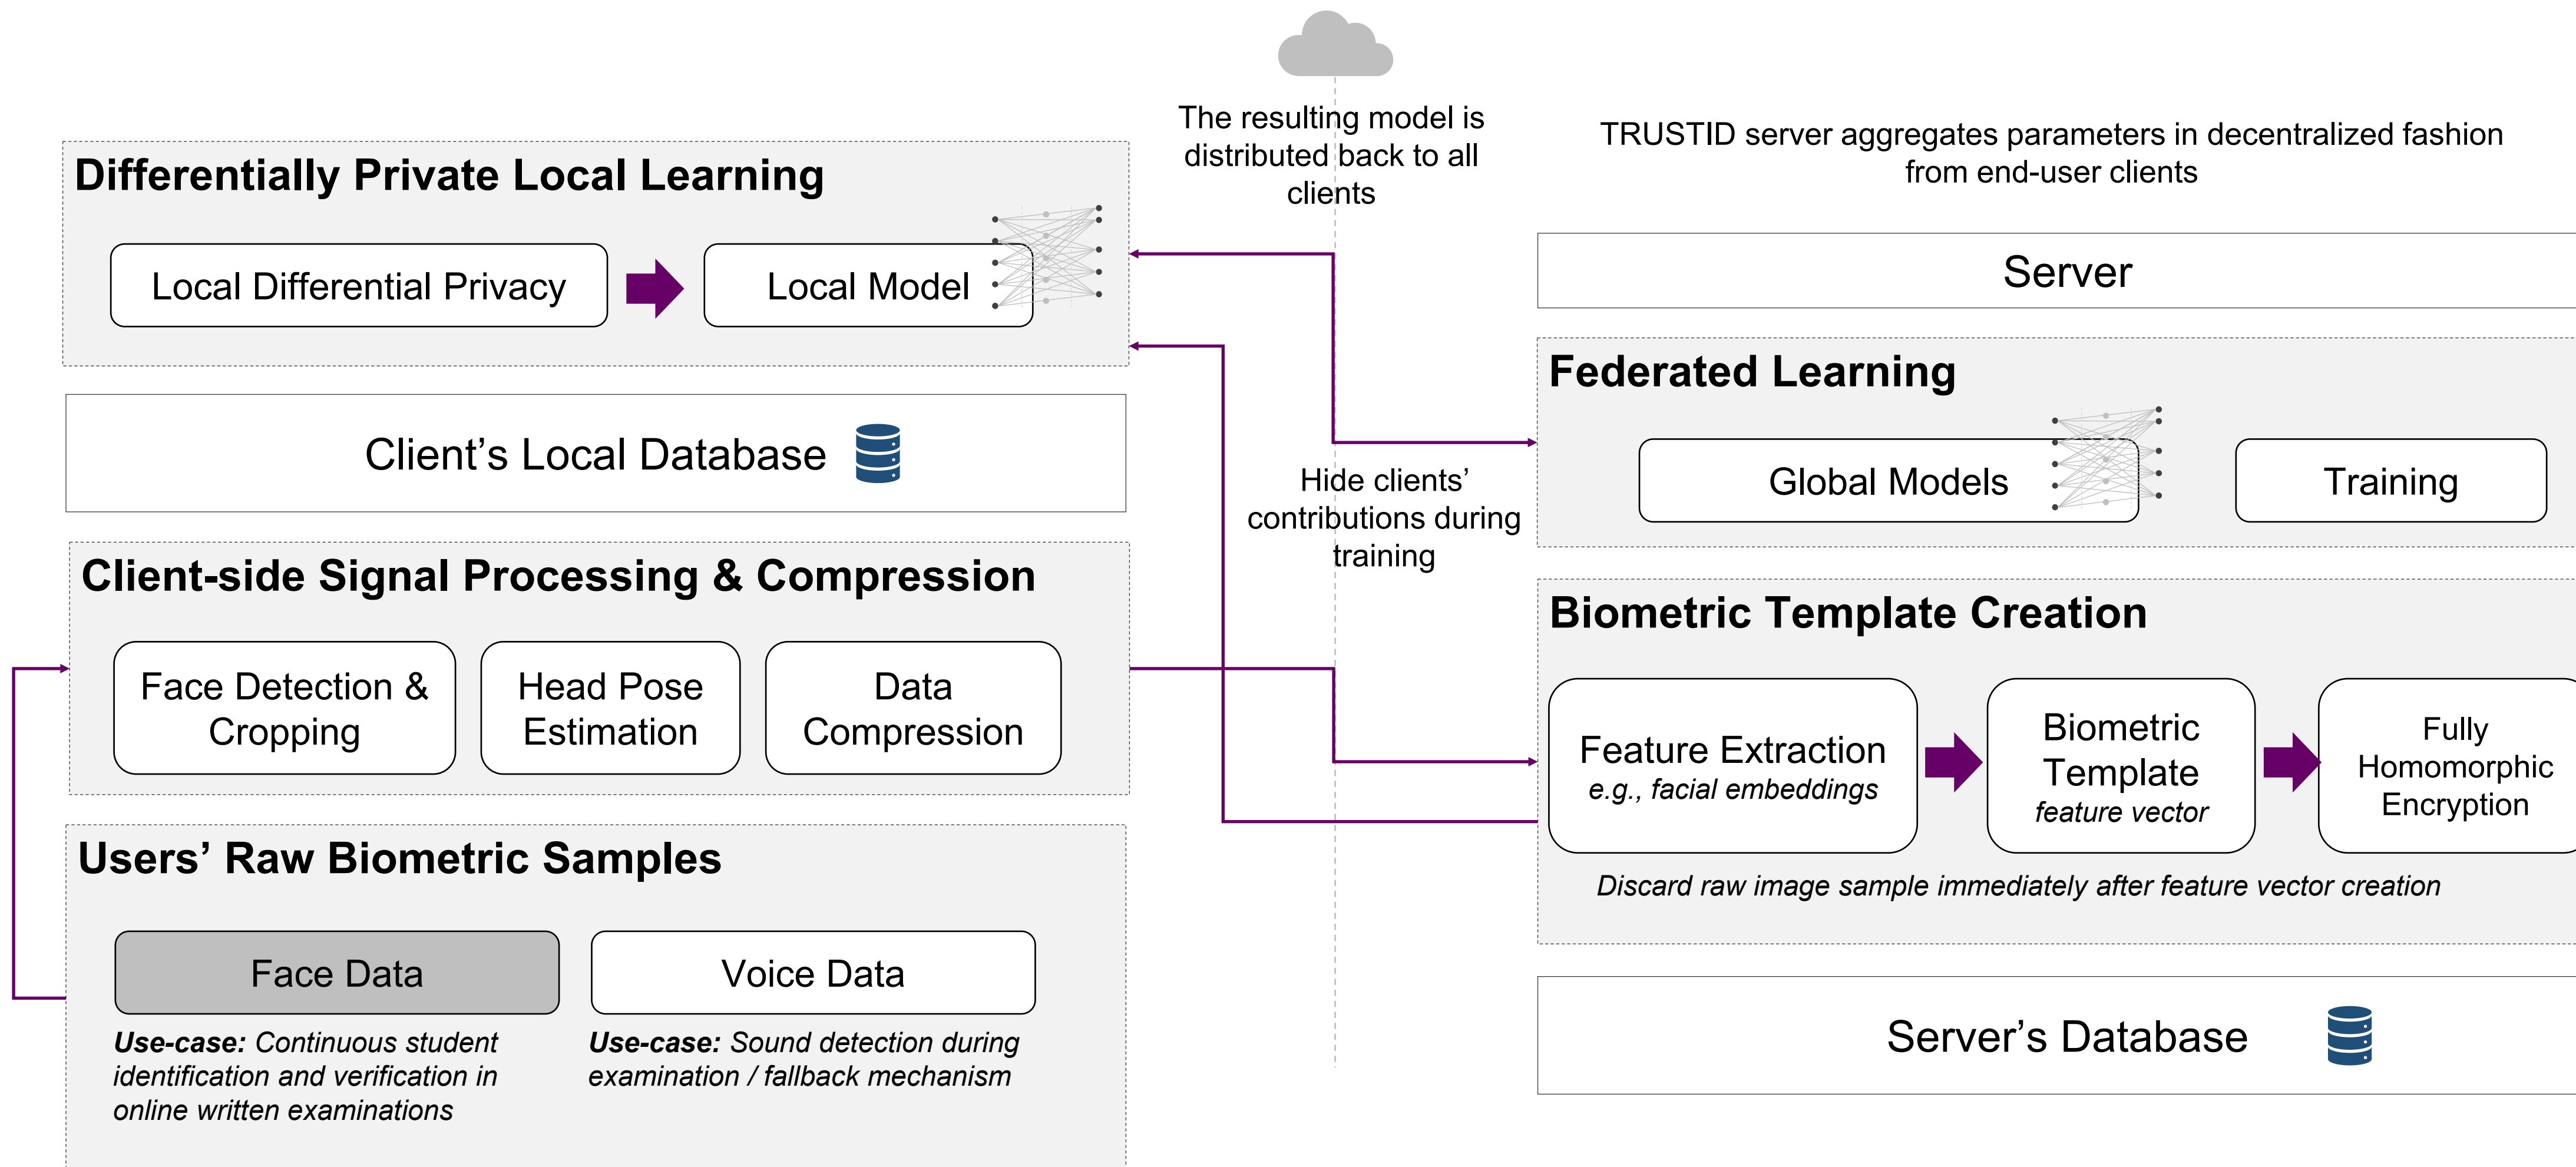 The resulting model is
distributed back to all
clients
TRUSTID server aggregates parameters in decentralized fashion
from end-user clients
Differentially Private Local Learning
Local Differential Privacy
Local Model
Server
Client’s Local Database
Federated Learning
Global Models
Training
Hide clients’
contributions during
training
Client-side Signal Processing & Compression
Face Detection &
Cropping
Head Pose
Estimation
Data
Compression
Biometric Template Creation
Feature Extraction
e.g., facial embeddings
Biometric
Template
feature vector
Fully
Homomorphic
Encryption
Discard raw image sample immediately after feature vector creation
Users’ Raw Biometric Samples
Face Data
Voice Data
Use-case: Continuous student
identification and verification in
online written examinations
Use-case: Sound detection during
examination / fallback mechanism
Server’s Database